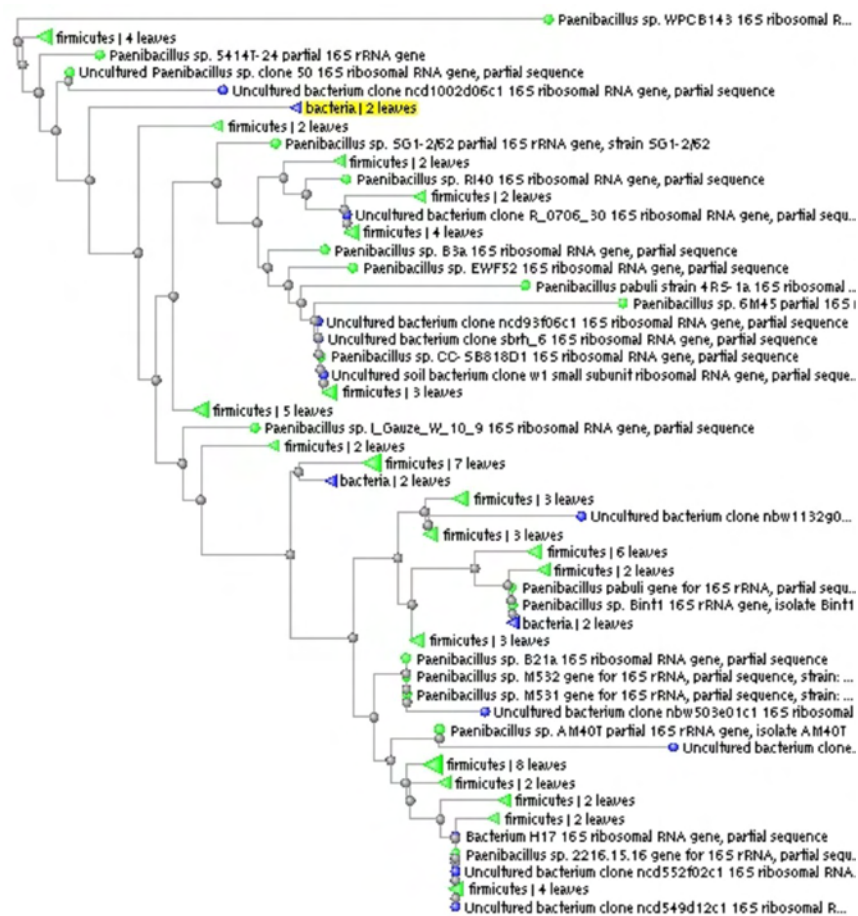 Paenibacillus sp. WPCB143 16S ribosomal R...
firmicutes | 4 leaves
Paenibacillus sp. 5414T-24 partial 16S rRNA gene
Uncultured Paenibacillus sp. clone 50 16S ribosomal RNA gene, partial sequence
Uncultured bacterium clone ncd1002d06c1 16S ribosomal RNA gene, partial sequence
bacteria | 2 leaves
firmicutes | 2 leaves
Paenibacillus sp. SG1-2/62 partial 16S rRNA gene, strain SG1-2/62
firmicutes | 2 leaves
Paenibacillus sp. RI40 16S ribosomal RNA gene, partial sequence
firmicutes | 2 leaves
Uncultured bacterium clone R_0706_30 16S ribosomal RNA gene, partial sequ...
firmicutes | 4 leaves
Paenibacillus sp. B3a 16S ribosomal RNA gene, partial sequence
Paenibacillus sp. EWF52 16S ribosomal RNA gene, partial sequence
Paenibacillus pabuli strain 4RS-1a 16S ribosomal ...
Paenibacillus sp. 6M45 partial 16S
Uncultured bacterium clone ncd93f06c1 16S ribosomal RNA gene, partial sequence
Uncultured bacterium clone sbrh_6 16S ribosomal RNA gene, partial sequence
Paenibacillus sp. CC-SB818D1 16S ribosomal RNA gene, partial sequence
Uncultured soil bacterium clone w1 small subunit ribosomal RNA gene, partial seque...
firmicutes | 3 leaves
firmicutes | 5 leaves
Paenibacillus sp. I_Gauze_W_10_9 16S ribosomal RNA gene, partial sequence
firmicutes | 2 leaves
firmicutes | 7 leaves
bacteria | 2 leaves
firmicutes | 3 leaves
Uncultured bacterium clone nbw1132g0...
firmicutes | 3 leaves
firmicutes | 6 leaves
firmicutes | 2 leaves
Paenibacillus pabuli gene for 16S rRNA, partial sequ...
Paenibacillus sp. Bint1 16S rRNA gene, isolate Bint1
bacteria | 2 leaves
firmicutes | 3 leaves
Paenibacillus sp. B21a 16S ribosomal RNA gene, partial sequence
Paenibacillus sp. M532 gene for 16S rRNA, partial sequence, strain: ...
Paenibacillus sp. M531 gene for 16S rRNA, partial sequence, strain: ...
Uncultured bacterium clone nbw503e01c1 16S ribosomal
Paenibacillus sp. AM40T partial 16S rRNA gene, isolate AM40T
Uncultured bacterium clone...
firmicutes | 8 leaves
firmicutes | 2 leaves
firmicutes | 2 leaves
firmicutes | 2 leaves
Bacterium H17 16S ribosomal RNA gene, partial sequence
Paenibacillus sp. 2216.15.16 gene for 16S rRNA, partial sequ...
Uncultured bacterium clone ncd552f02c1 16S ribosomal RNA...
firmicutes | 4 leaves
Uncultured bacterium clone ncd549d12c1 16S ribosomal R...